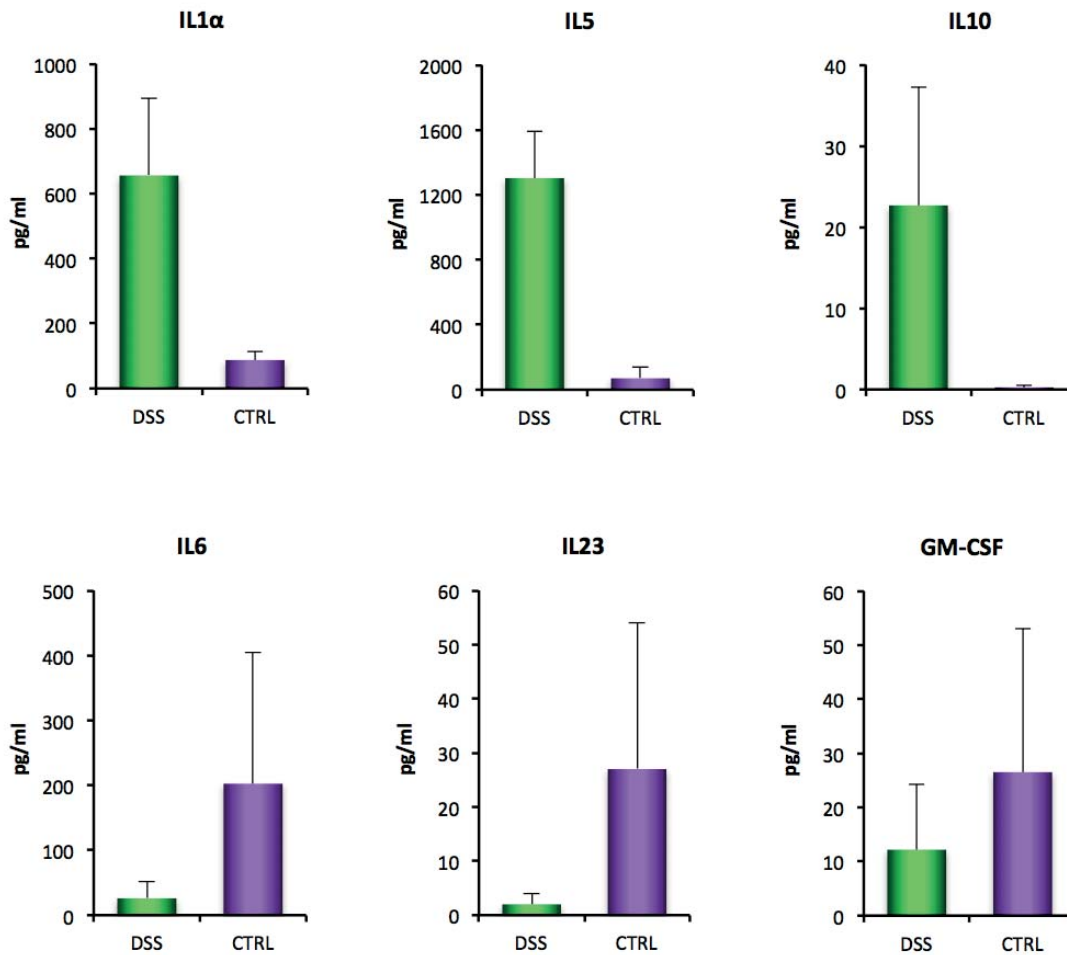 IL1α
1000
800
600
400
200
0
pg/ml
DSS
CTRL
IL5
2000
1600
1200
800
400
0
pg/ml
DSS
CTRL
IL10
40
30
20
10
0
pg/ml
DSS
CTRL
IL6
500
400
300
200
100
0
pg/ml
DSS
CTRL
IL23
60
50
40
30
20
10
0
pg/ml
DSS
CTRL
GM-CSF
60
50
40
30
20
10
0
pg/ml
DSS
CTRL